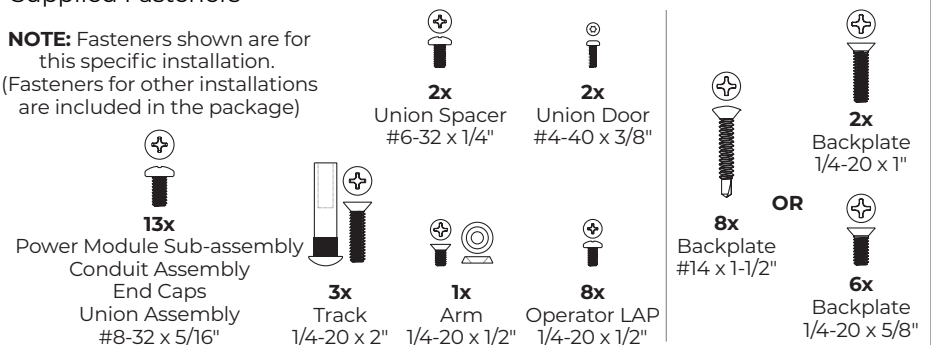 Supplied Fasteners
NOTE: Fasteners shown are for
this specific installation.
(Fasteners for other installations
are included in the package)
2x
Union Spacer
#6-32 x 1/4"
2x
Union Door
#4-40 x 3/8"
13x
Power Module Sub-assembly
Conduit Assembly
End Caps
Union Assembly
#8-32 x 5/16"
3x
Track
1/4-20 x 2"
1x
Arm
1/4-20 x 1/2"
8x
Operator LAP
1/4-20 x 1/2"
8x
Backplate
#14 x 1-1/2"
OR
2x
Backplate
1/4-20 x 1"
6x
Backplate
1/4-20 x 5/8"